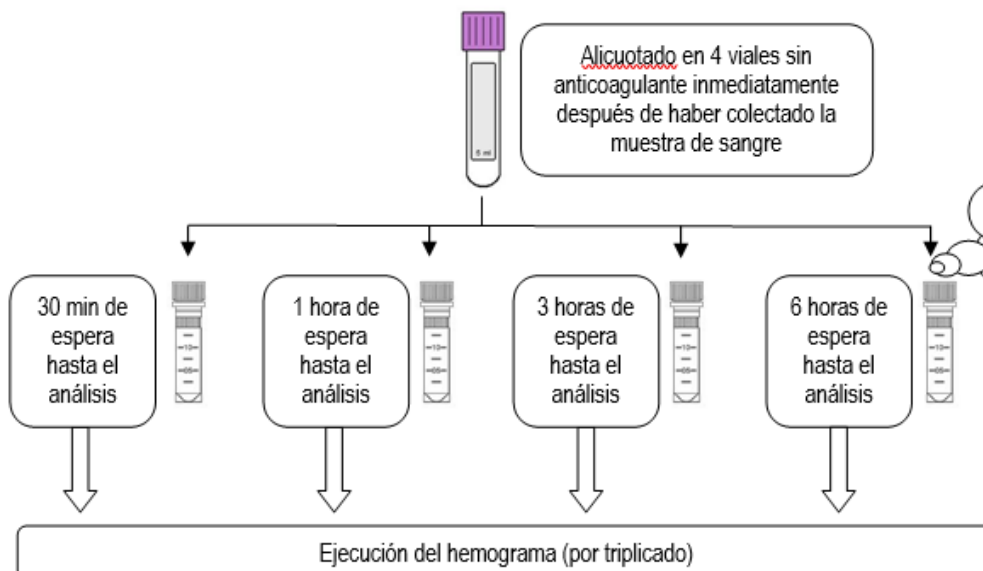 Alicuotado en 4 viales sin
anticoagulante inmediatamente
después de haber colectado la
muestra de sangre
6 ml
30 min de
espera
hasta el
análisis
1 hora de
espera
hasta el
análisis
3 horas de
espera
hasta el
análisis
6 horas de
espera
hasta el
análisis
Ejecución del hemograma (por triplicado)